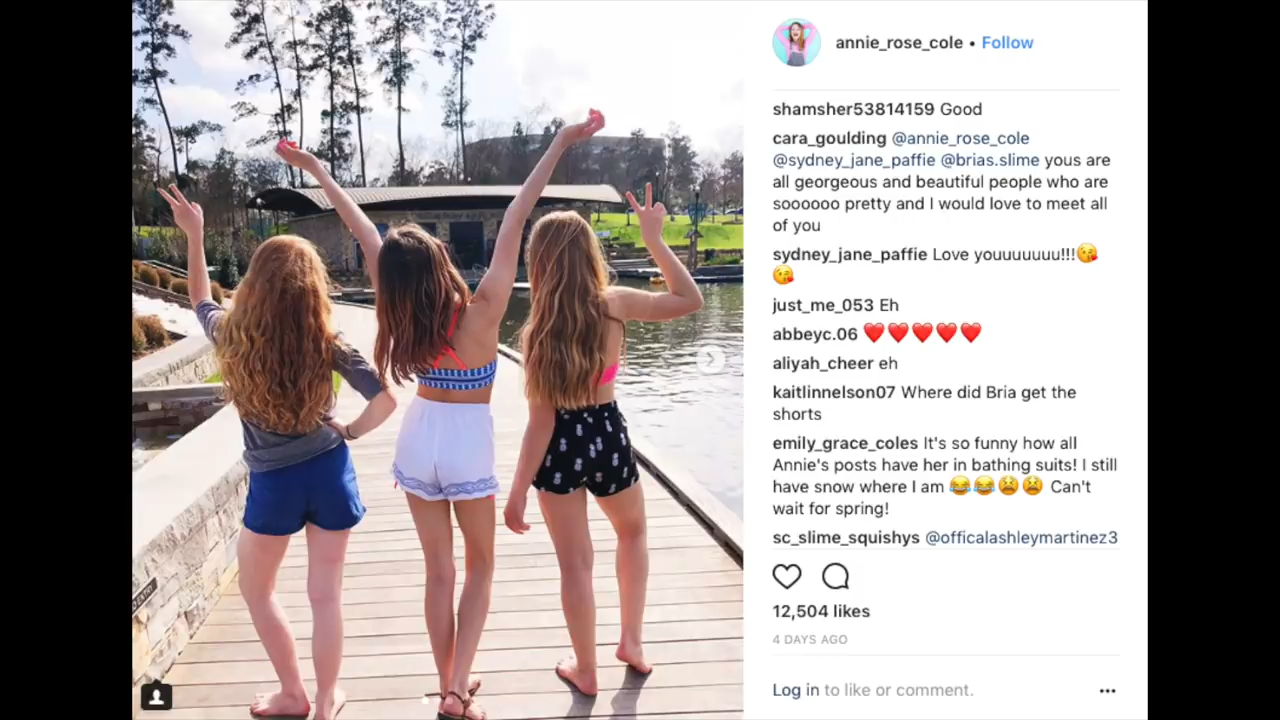 annie_rose_cole • Follow
shamsher53814159 Good
cara_goulding @annie_rose_cole
@sydney_jane_paffie @brias.slime yous are
all georgeous and beautiful people who are
soooooo pretty and I would love to meet all
of you
sydney_jane_paffie Love youuuuuuu!!!😘
😘
just_me_053 Eh
abbeyc.06 ❤️❤️❤️❤️❤️
aliyah_cheer eh
kaitlinnelson07 Where did Bria get the
shorts
emily_grace_coles It's so funny how all
Annie's posts have her in bathing suits! I still
have snow where I am 😂😂😫😫 Can't
wait for spring!
sc_slime_squishys @officalashleymartinez3
12,504 likes
4 DAYS AGO
Log in to like or comment.